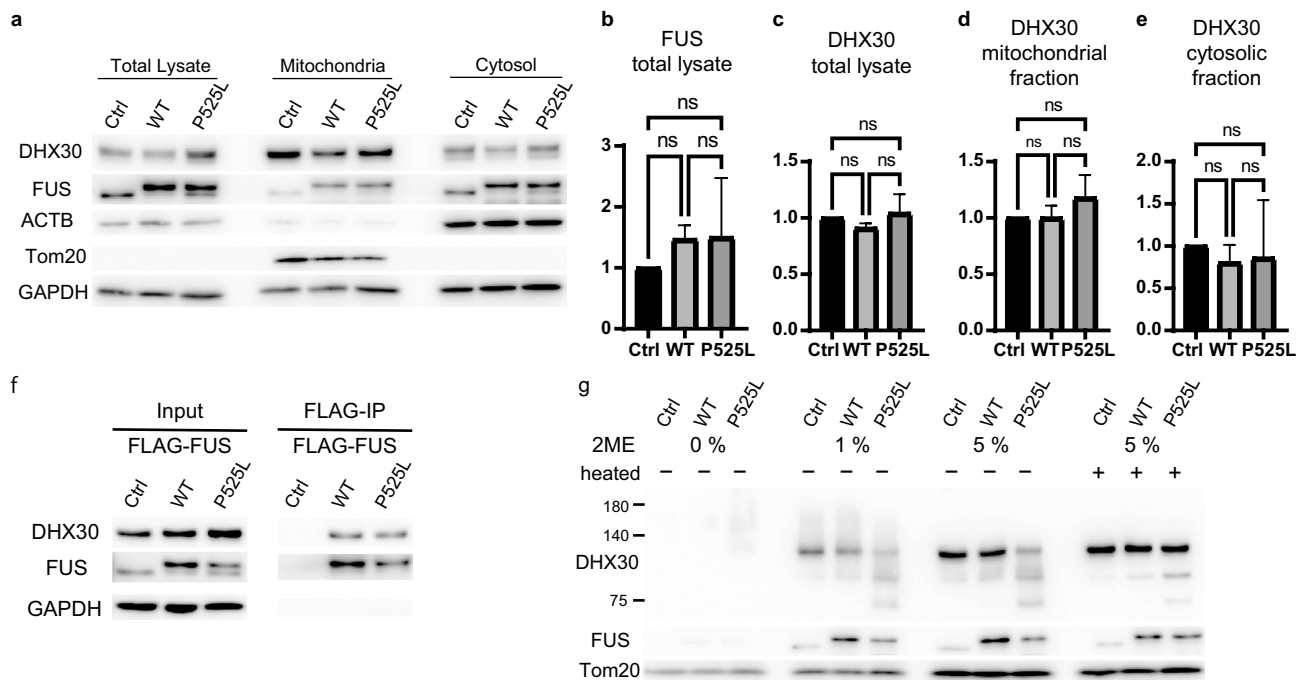 a
Total Lysate Mitochondria Cytosol
Ctrl WT P525L Ctrl WT P525L Ctrl WT P525L
DHX30
FUS
ACTB
Tom20
GAPDH
b
FUS
total lysate
ns
ns ns
3
2
1
0
Ctrl WT P525L
c
DHX30
total lysate
ns
ns ns
1.5
1.0
0.5
0.0
Ctrl WT P525L
d
DHX30
mitochondrial
fraction
ns
ns ns
1.5
1.0
0.5
0.0
Ctrl WT P525L
e
DHX30
cytosolic
fraction
ns
ns ns
2.0
1.5
1.0
0.5
0.0
Ctrl WT P525L
f
Input FLAG-IP
FLAG-FUS FLAG-FUS
Ctrl WT P525L Ctrl WT P525L
DHX30
FUS
GAPDH
g
Ctrl WT P525L Ctrl WT P525L Ctrl WT P525L Ctrl WT P525L
2ME 0 % 1 % 5 % 5 %
heated – – – – – – – – – + + +
180
140
DHX30
75
FUS
Tom20